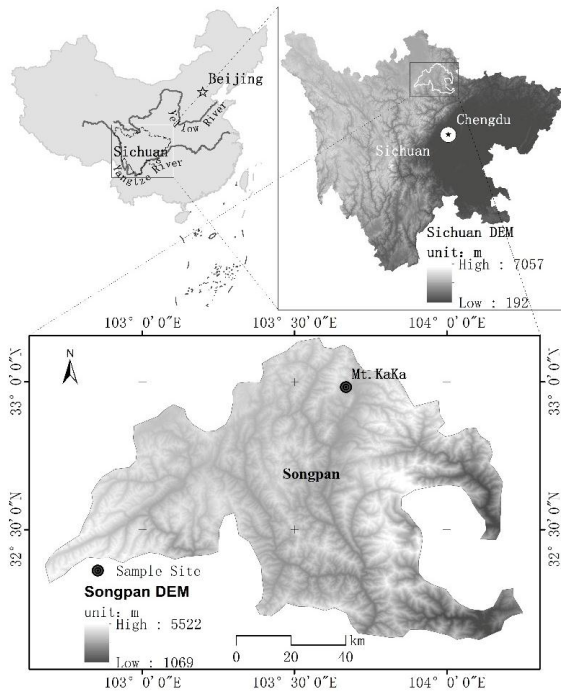 Beijing
Yellow River
Sichuan
Yangtze River
Chengdu
Sichuan
Sichuan DEM
unit: m
High : 7057
Low : 192
103° 0′0″E
103° 30′0″E
104° 0′0″E
N
Mt.KaKa
33° 0′0″N
33° 0′0″N
Songpan
32° 30′0″N
32° 30′0″N
Sample Site
Songpan DEM
unit: m
High : 5522
Low : 1069
km
0 20 40
103° 0′0″E
103° 30′0″E
104° 0′0″E